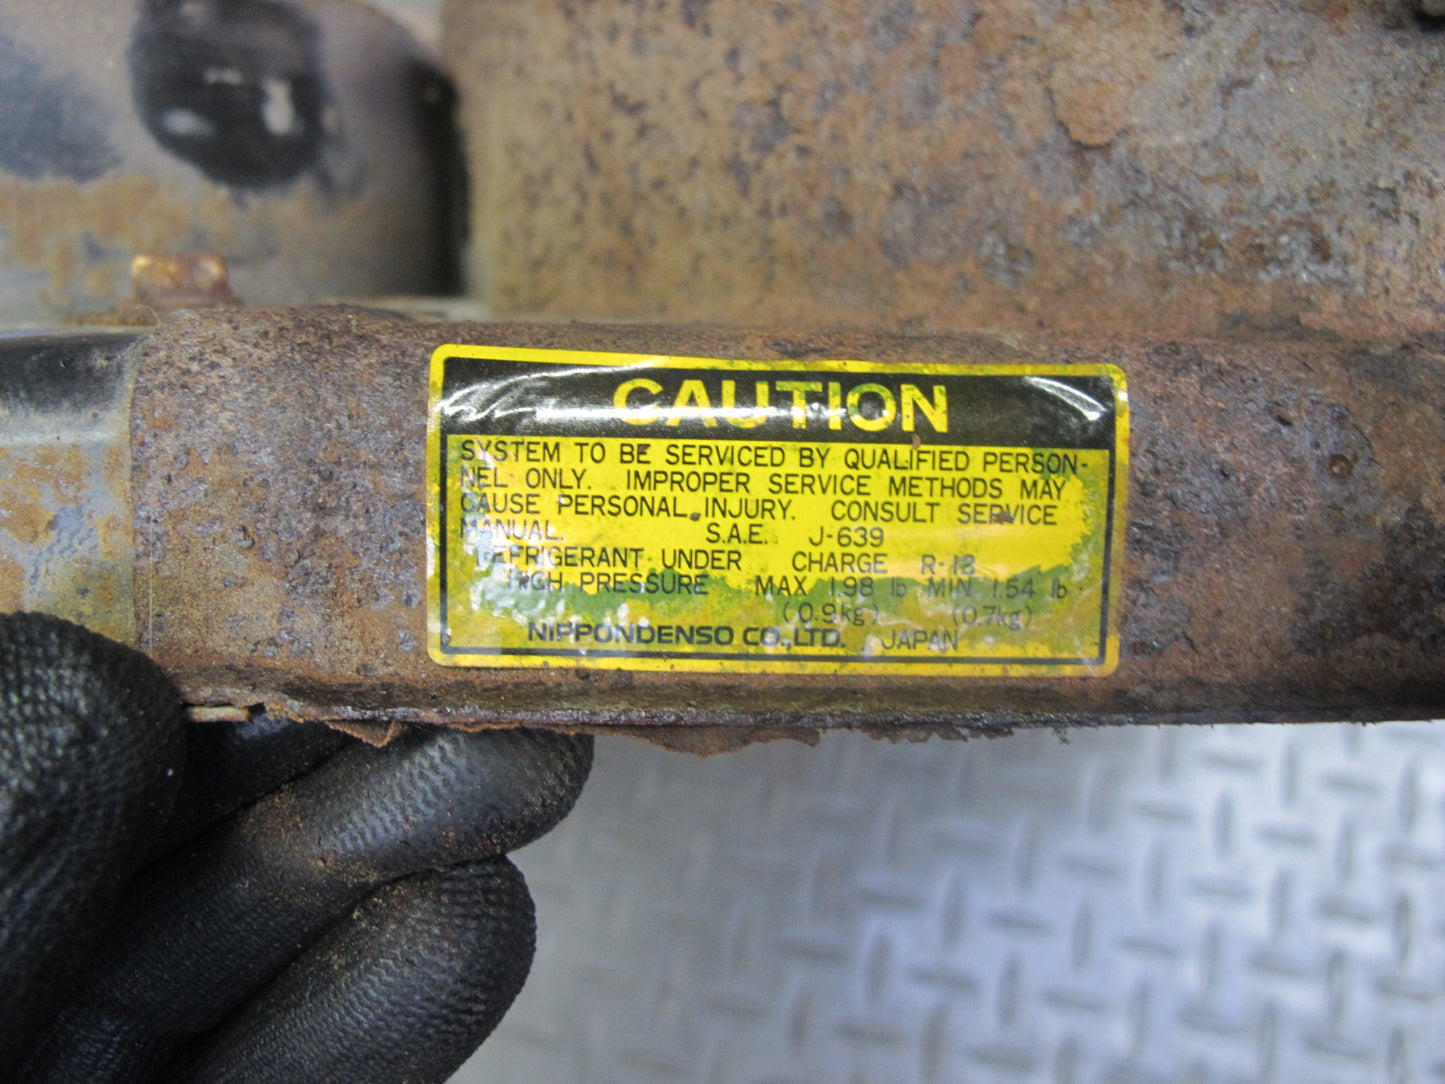 CAUTION
SYSTEM TO BE SERVICED BY QUALIFIED PERSON-
NEL ONLY. IMPROPER SERVICE METHODS MAY
CAUSE PERSONAL INJURY. CONSULT SERVICE
MANUAL. S.A.E. J-639
REFRIGERANT UNDER CHARGE R-12
HIGH PRESSURE MAX 1.98 lb MIN 1.54 lb
(0.9kg) (0.7kg)
NIPPONDENSO CO.,LTD. JAPAN